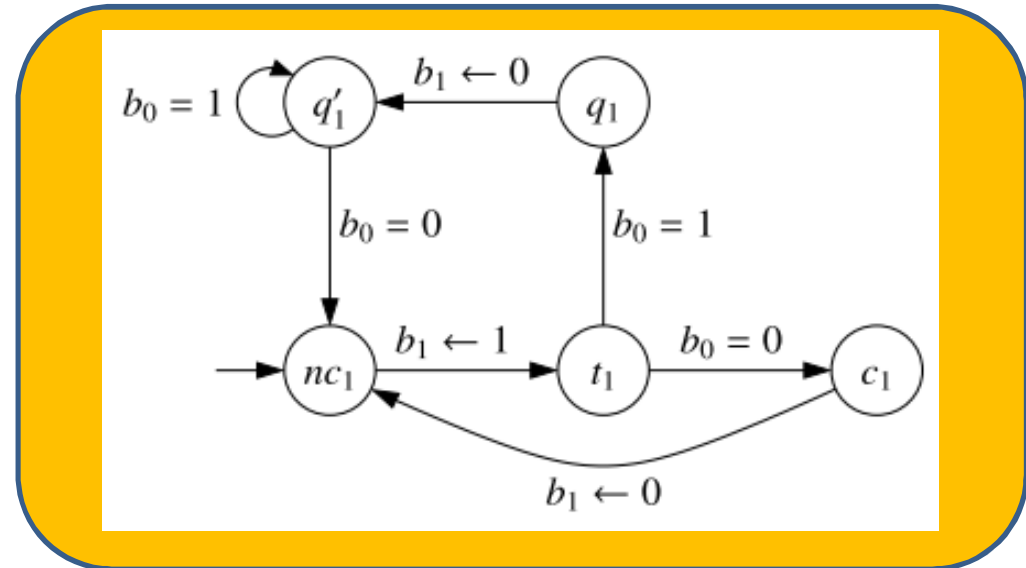 b₁ ← 0
b₀ = 1
q′₁
q₁
b₀ = 0
b₀ = 1
b₁ ← 1
b₀ = 0
nc₁
t₁
c₁
b₁ ← 0